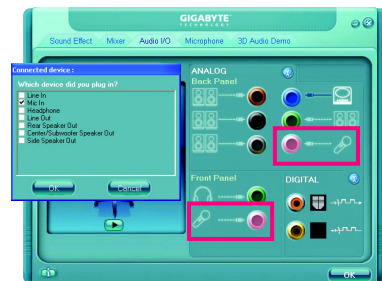 GIGABYTE
TECHNOLOGY
Sound Effect Mixer Audio I/O Microphone 3D Audio Demo
Connected device :
Which device did you plug in?
Line In
Mic In
Headphone
Line Out
Rear Speaker Out
Center/Subwoofer Speaker Out
Side Speaker Out
OK Cancel
ANALOG
Back Panel
Front Panel
DIGITAL
OK